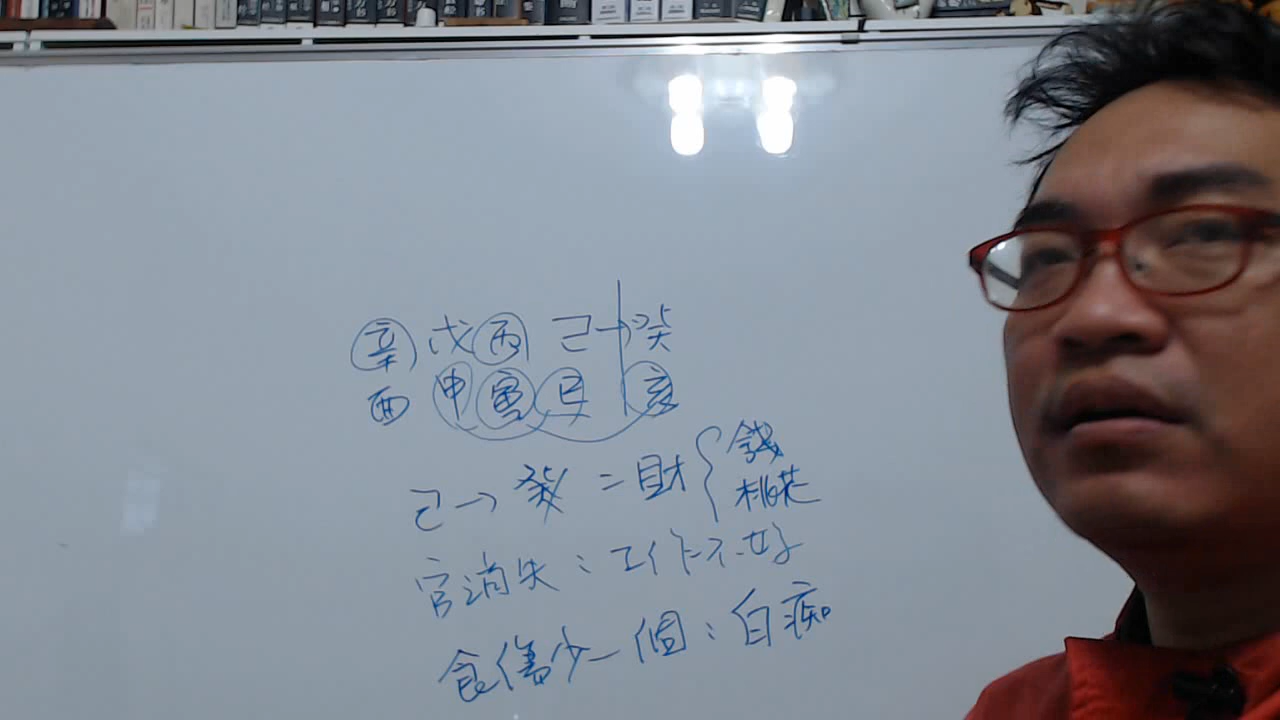 辛 戊 丙 己→癸
酉 申 寅 巳 亥
己→癸=財{錢
桃花
官消失:工作不好
食傷少一個:白痴